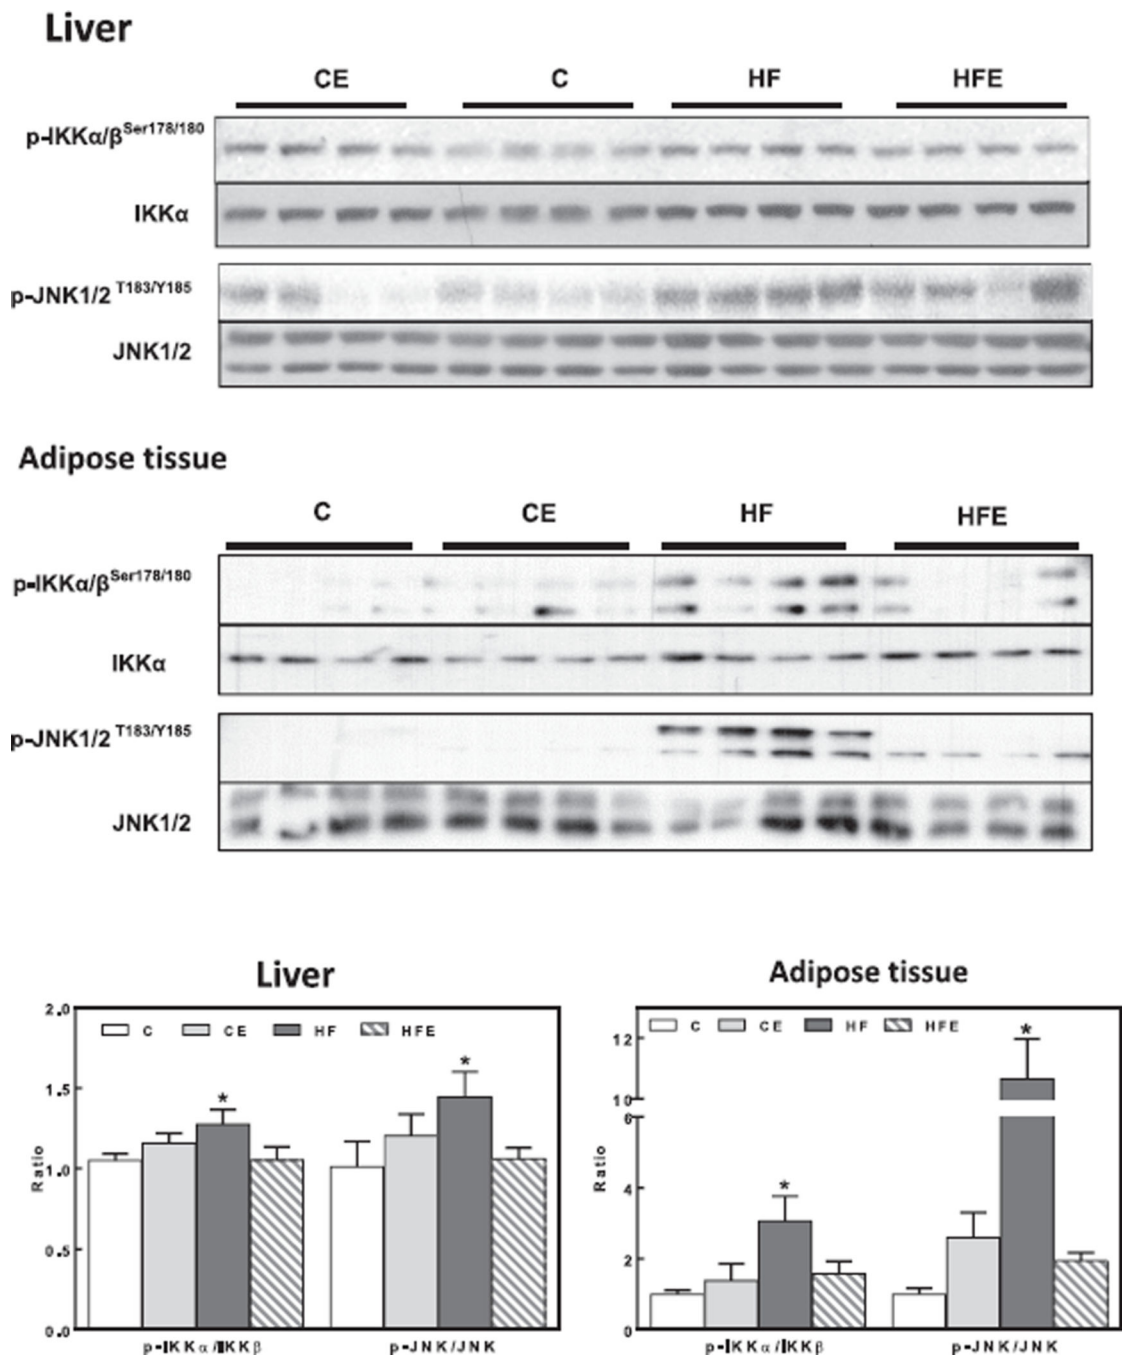 Liver
CE C HF HFE
p-IKKα/β Ser178/180
IKKα
p-JNK1/2 T183/Y185
JNK1/2
Adipose tissue
C CE HF HFE
p-IKKα/β Ser178/180
IKKα
p-JNK1/2 T183/Y185
JNK1/2
Liver
2.0
C CE HF HFE
1.5
*
*
1.0
Ratio
0.5
0.0
p-IKKα/IKKβ p-JNK/JNK
Adipose tissue
C CE HF HFE
12
*
10
6
Ratio
4
*
2
0
p-IKKα/IKKβ p-JNK/JNK